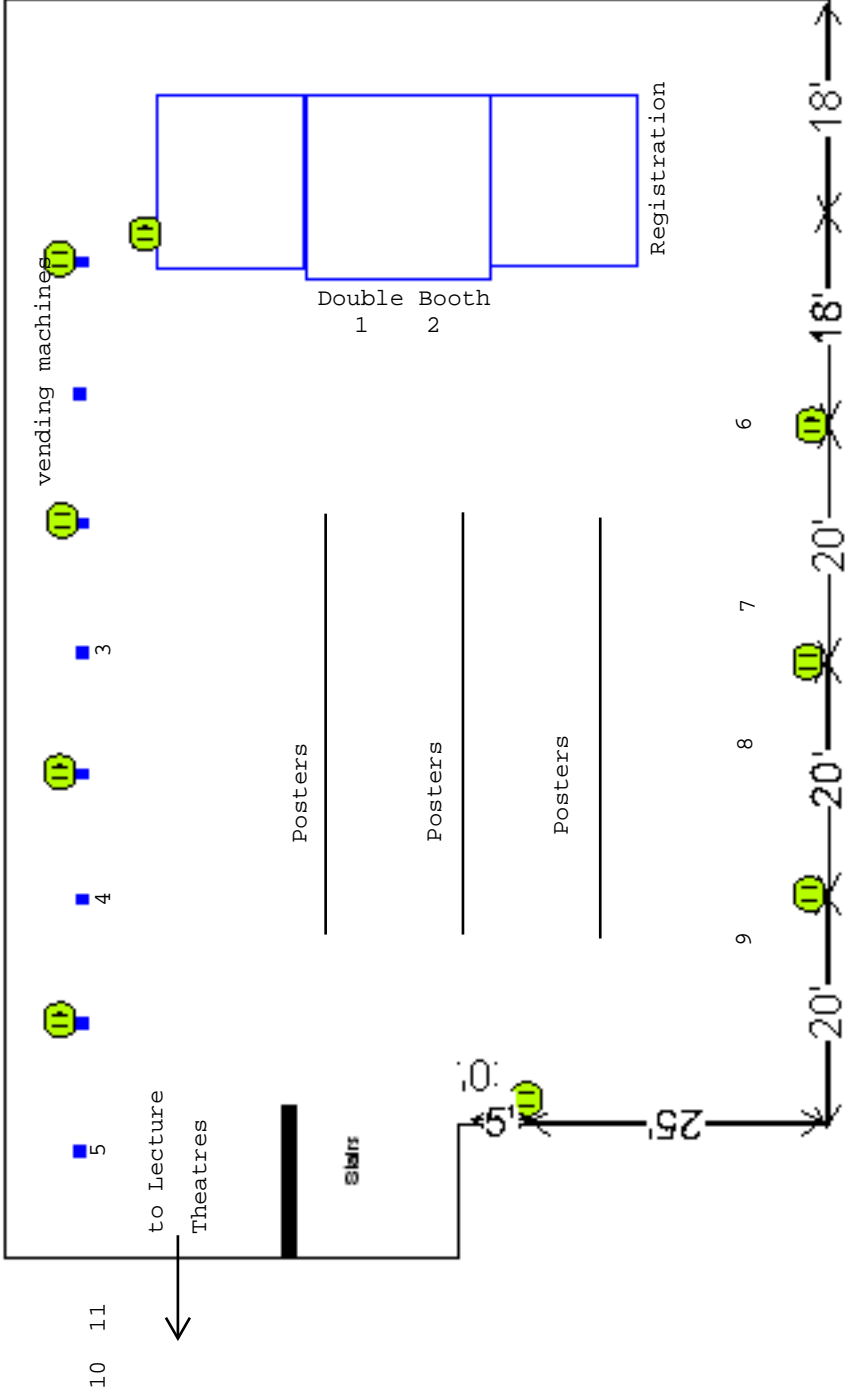 vending machines
Registration
Double Booth
1 2
3
4
5
6
7
8
9
Posters
Posters
Posters
to Lecture
Theatres
Stairs
10 11
18'
18'
20'
20'
20'
25'
5'